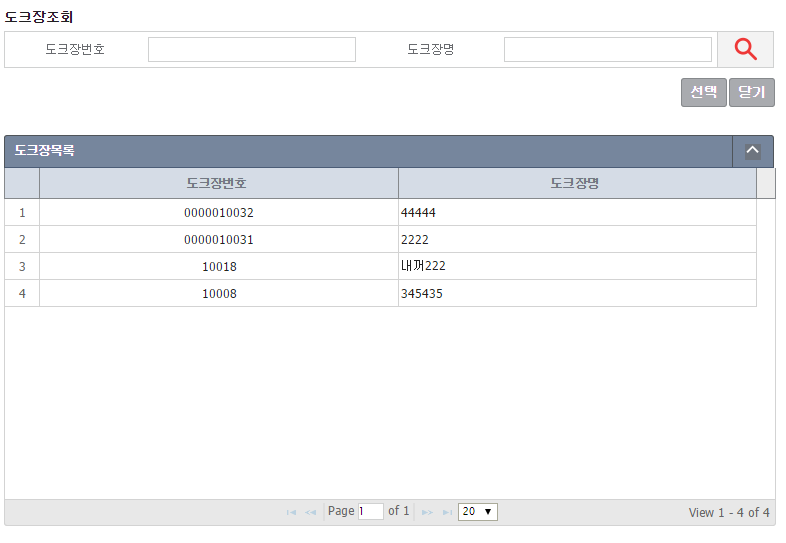 도크장조회
도크장번호 도크장명
선택 닫기
도크장목록
도크장번호 도크장명
1 0000010032 44444
2 0000010031 2222
3 10018 내꺼222
4 10008 345435
Page 1 of 1 20 View 1 - 4 of 4